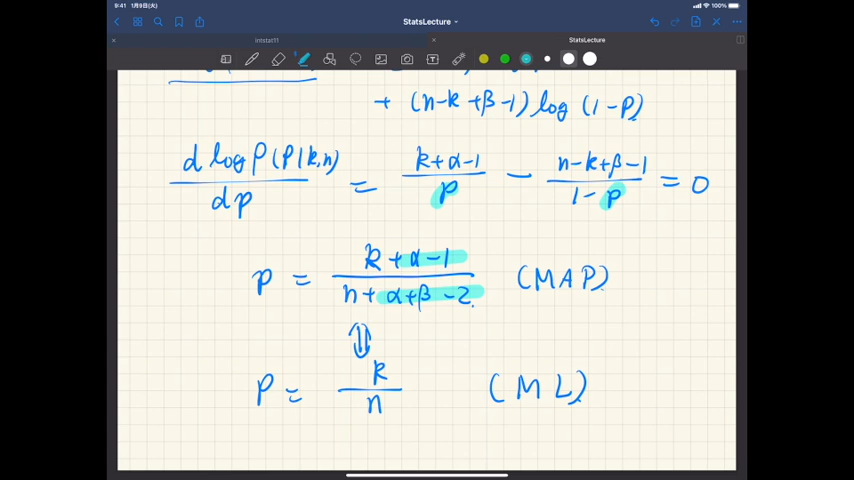 9:41 1月9日(火)
100%
StatsLecture
intstat11
StatsLecture
+ (n-k+β-1) log (1-p)
d log P(p|k,n) / dp = k+α-1 / p - n-k+β-1 / 1-p = 0
p = k+α-1 / n+α+β-2 (MAP)
⇕
p = k / n (ML)